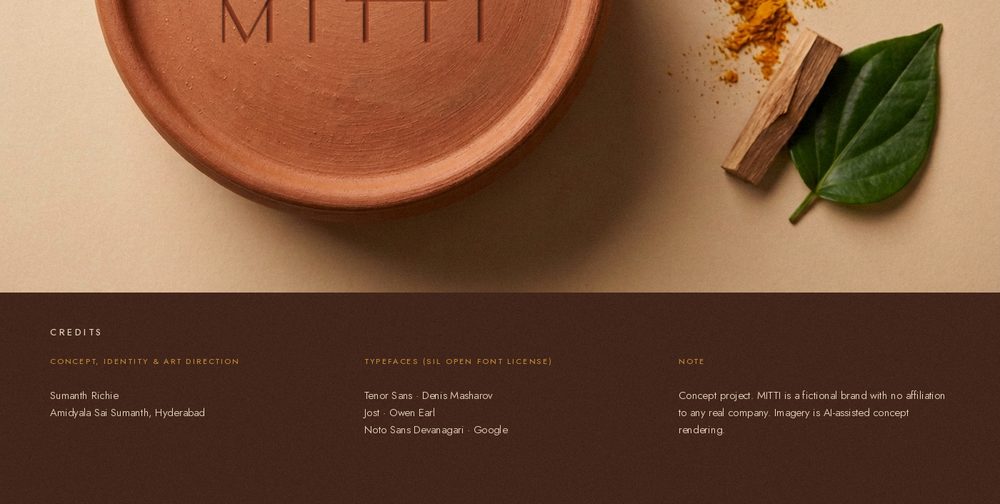 MITTI
CREDITS
CONCEPT, IDENTITY & ART DIRECTION
Sumanth Richie
Amidyala Sai Sumanth, Hyderabad
TYPEFACES (SIL OPEN FONT LICENSE)
Tenor Sans · Denis Masharov
Jost · Owen Earl
Noto Sans Devanagari · Google
NOTE
Concept project. MITTI is a fictional brand with no affiliation
to any real company. Imagery is AI-assisted concept
rendering.